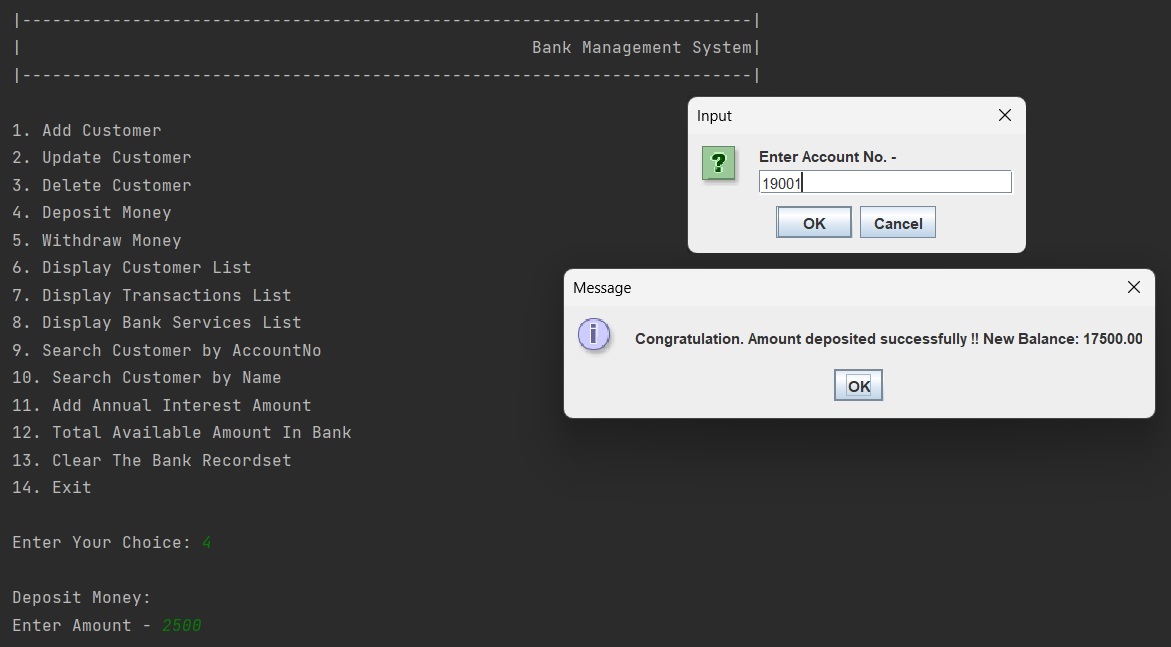 |-------------------------------------------------------------------------|
| Bank Management System|
|-------------------------------------------------------------------------|
1. Add Customer
2. Update Customer
3. Delete Customer
4. Deposit Money
5. Withdraw Money
6. Display Customer List
7. Display Transactions List
8. Display Bank Services List
9. Search Customer by AccountNo
10. Search Customer by Name
11. Add Annual Interest Amount
12. Total Available Amount In Bank
13. Clear The Bank Recordset
14. Exit
Enter Your Choice: 4
Deposit Money:
Enter Amount - 2500
Input
?
Enter Account No. -
19001
OK Cancel
Message
i
Congratulation. Amount deposited successfully !! New Balance: 17500.00
OK